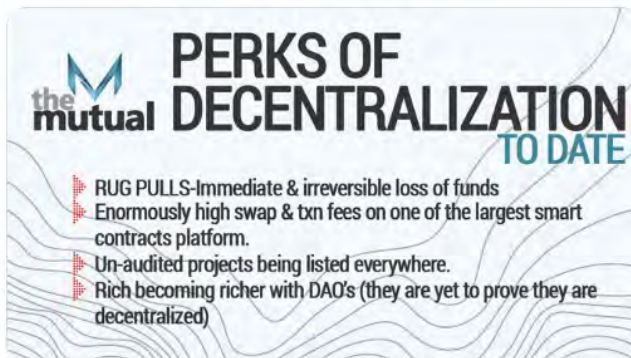 the
mutual
PERKS OF
DECENTRALIZATION
TO DATE
RUG PULLS-Immediate & irreversible loss of funds
Enormously high swap & txn fees on one of the largest smart
contracts platform.
Un-audited projects being listed everywhere.
Rich becoming richer with DAO's (they are yet to prove they are
decentralized)